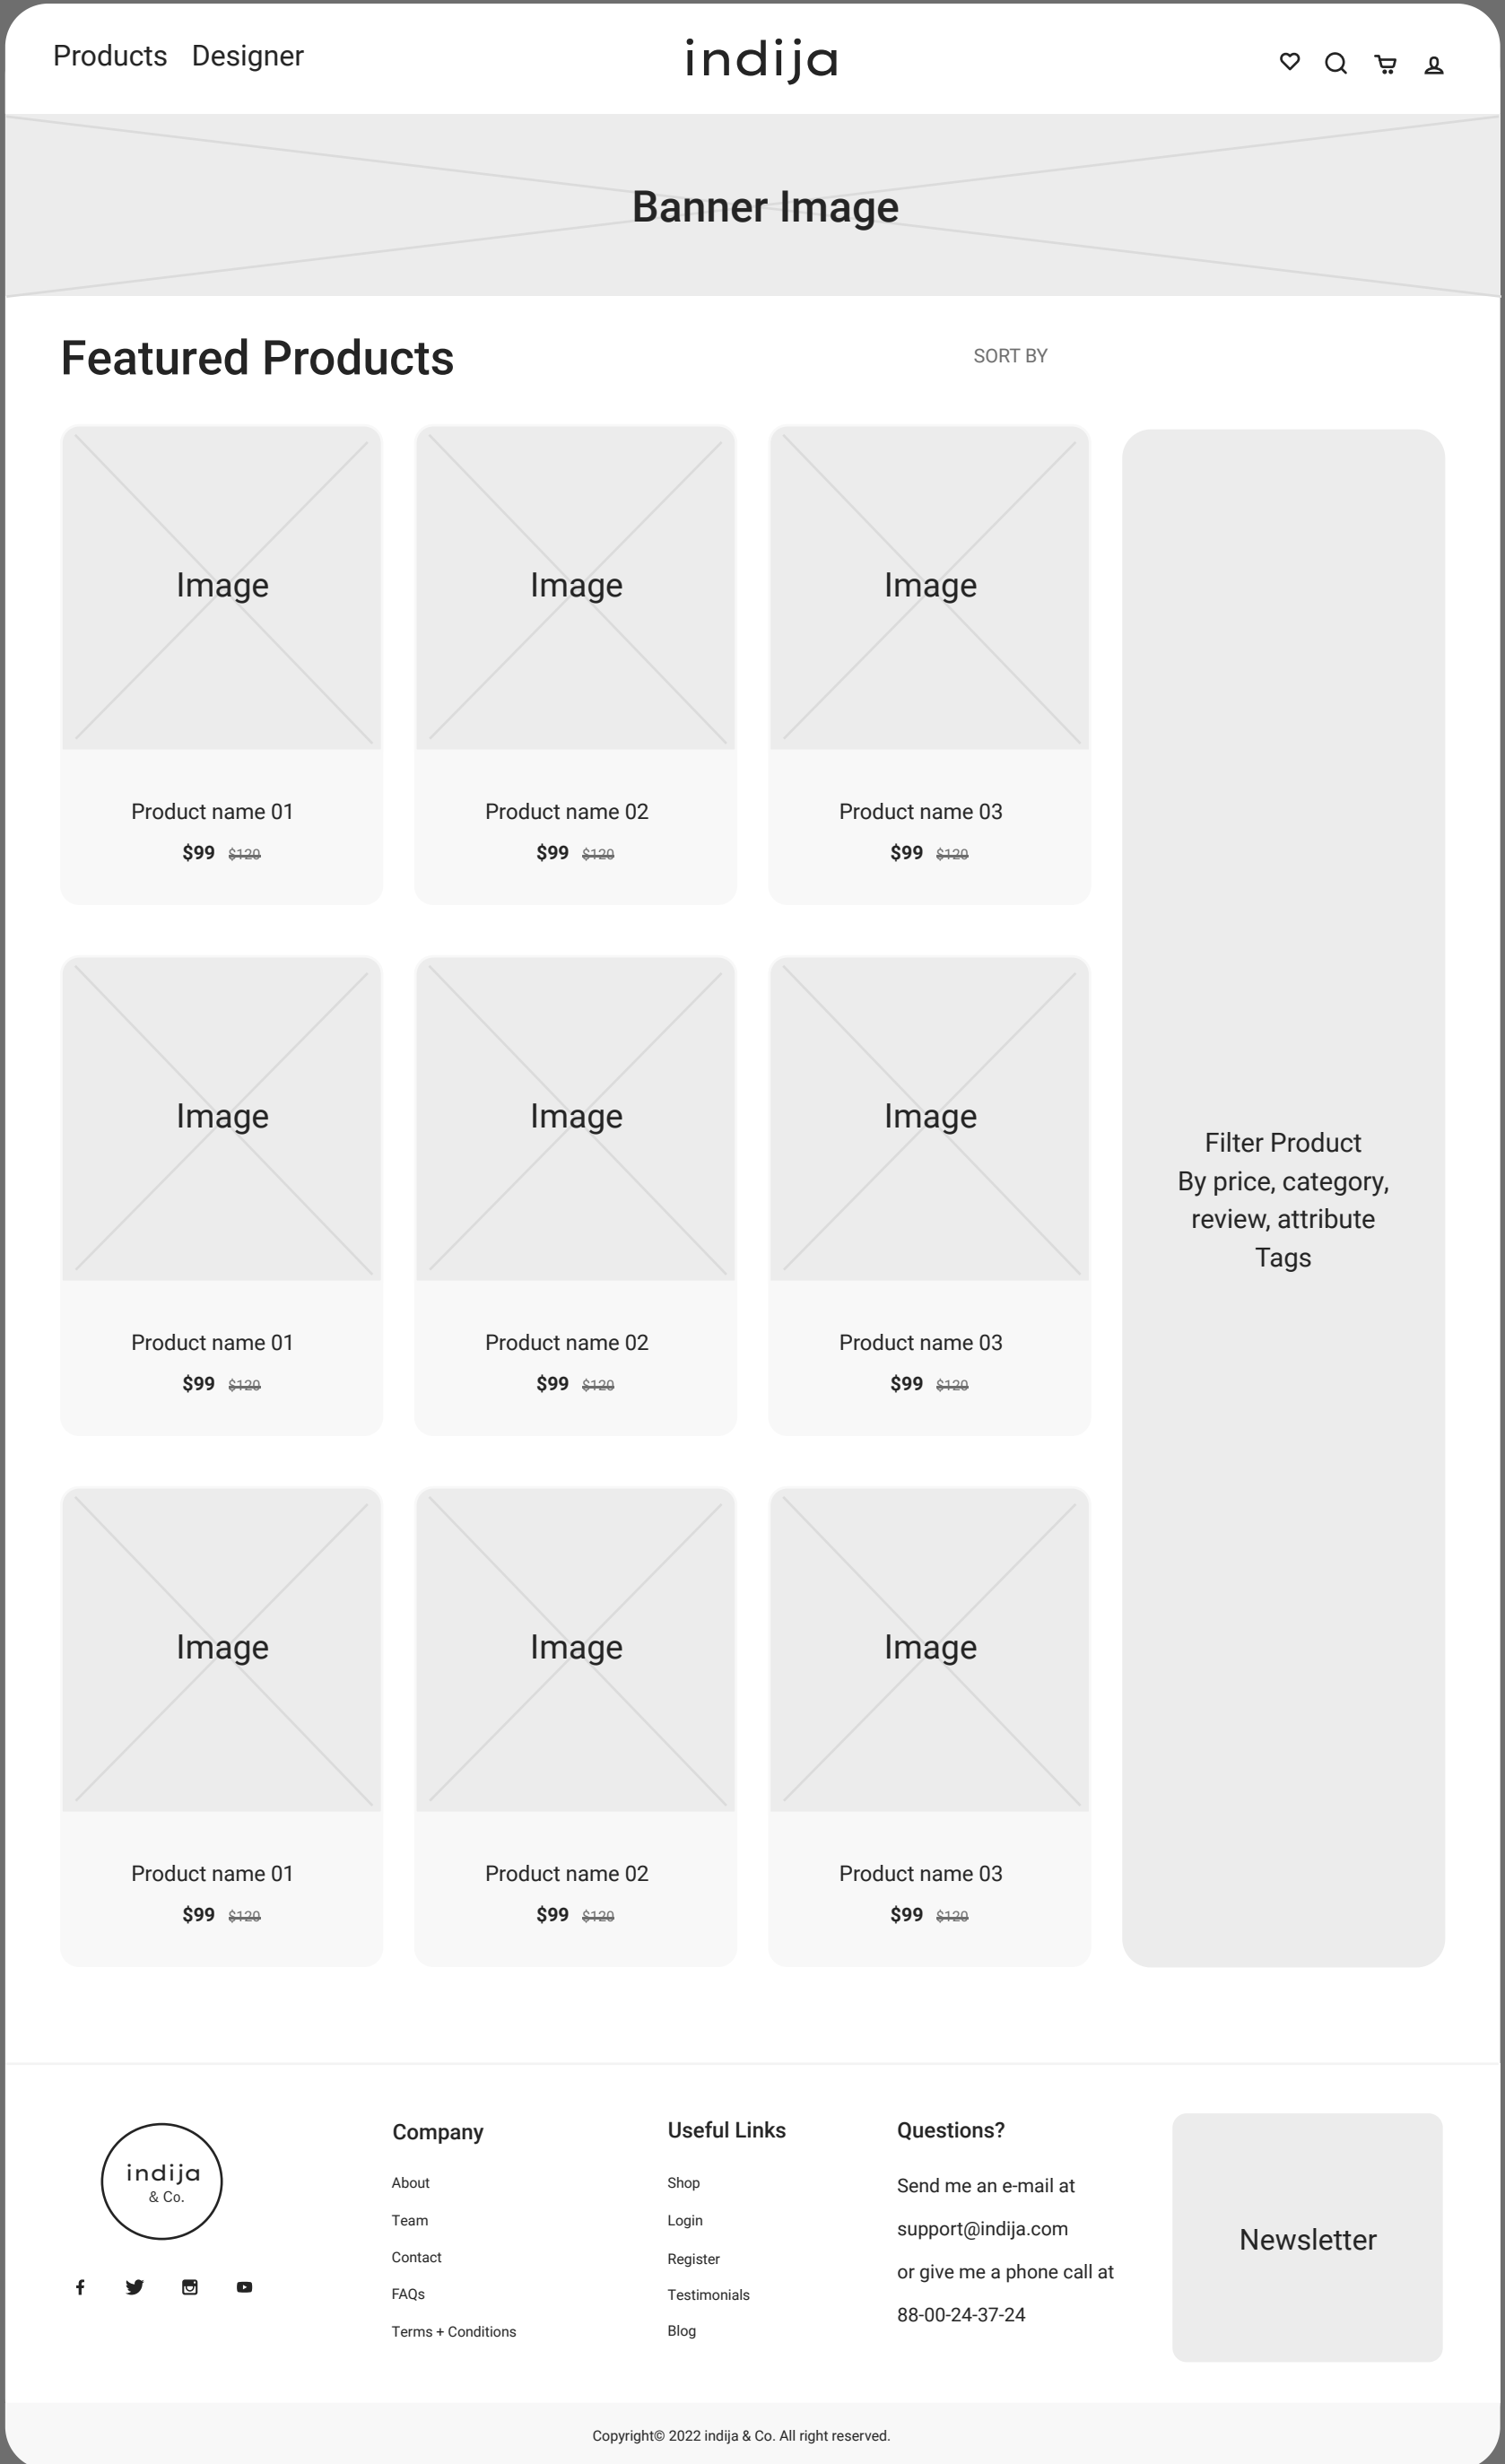 Products Designer
indija
Banner Image
Featured Products
SORT BY
Image
Image
Image
Product name 01
$99 $120
Product name 02
$99 $120
Product name 03
$99 $120
Image
Image
Image
Product name 01
$99 $120
Product name 02
$99 $120
Product name 03
$99 $120
Image
Image
Image
Product name 01
$99 $120
Product name 02
$99 $120
Product name 03
$99 $120
Filter Product
By price, category,
review, attribute
Tags
indija
& Co.
Company
About
Team
Contact
FAQs
Terms + Conditions
Useful Links
Shop
Login
Register
Testimonials
Blog
Questions?
Send me an e-mail at
support@indija.com
or give me a phone call at
88-00-24-37-24
Newsletter
Copyright© 2022 indija & Co. All right reserved.